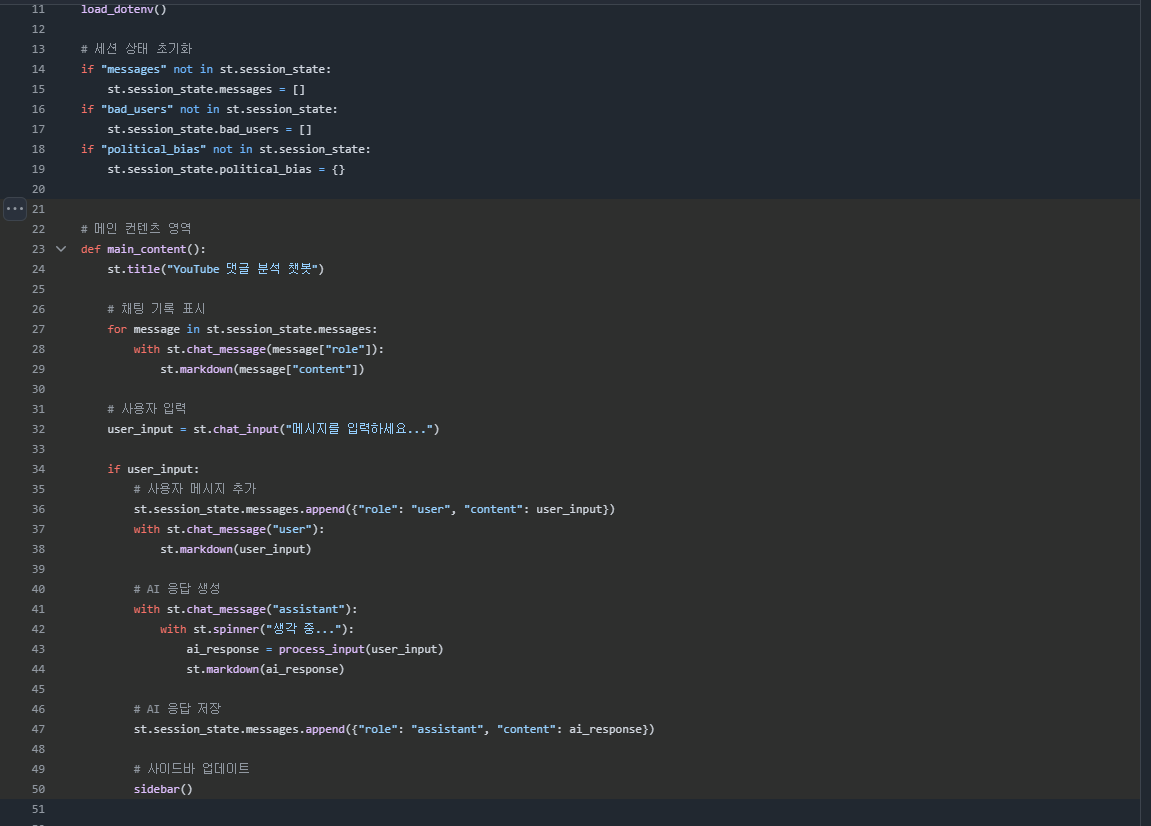 11 load_dotenv()
12
13 # 세션 상태 초기화
14 if "messages" not in st.session_state:
15     st.session_state.messages = []
16 if "bad_users" not in st.session_state:
17     st.session_state.bad_users = []
18 if "political_bias" not in st.session_state:
19     st.session_state.political_bias = {}
20
21
22 # 메인 컨텐츠 영역
23 def main_content():
24     st.title("YouTube 댓글 분석 챗봇")
25
26     # 채팅 기록 표시
27     for message in st.session_state.messages:
28         with st.chat_message(message["role"]):
29             st.markdown(message["content"])
30
31     # 사용자 입력
32     user_input = st.chat_input("메시지를 입력하세요...")
33
34     if user_input:
35         # 사용자 메시지 추가
36         st.session_state.messages.append({"role": "user", "content": user_input})
37         with st.chat_message("user"):
38             st.markdown(user_input)
39
40         # AI 응답 생성
41         with st.chat_message("assistant"):
42             with st.spinner("생각 중..."):
43                 ai_response = process_input(user_input)
44                 st.markdown(ai_response)
45
46         # AI 응답 저장
47         st.session_state.messages.append({"role": "assistant", "content": ai_response})
48
49         # 사이드바 업데이트
50         sidebar()
51